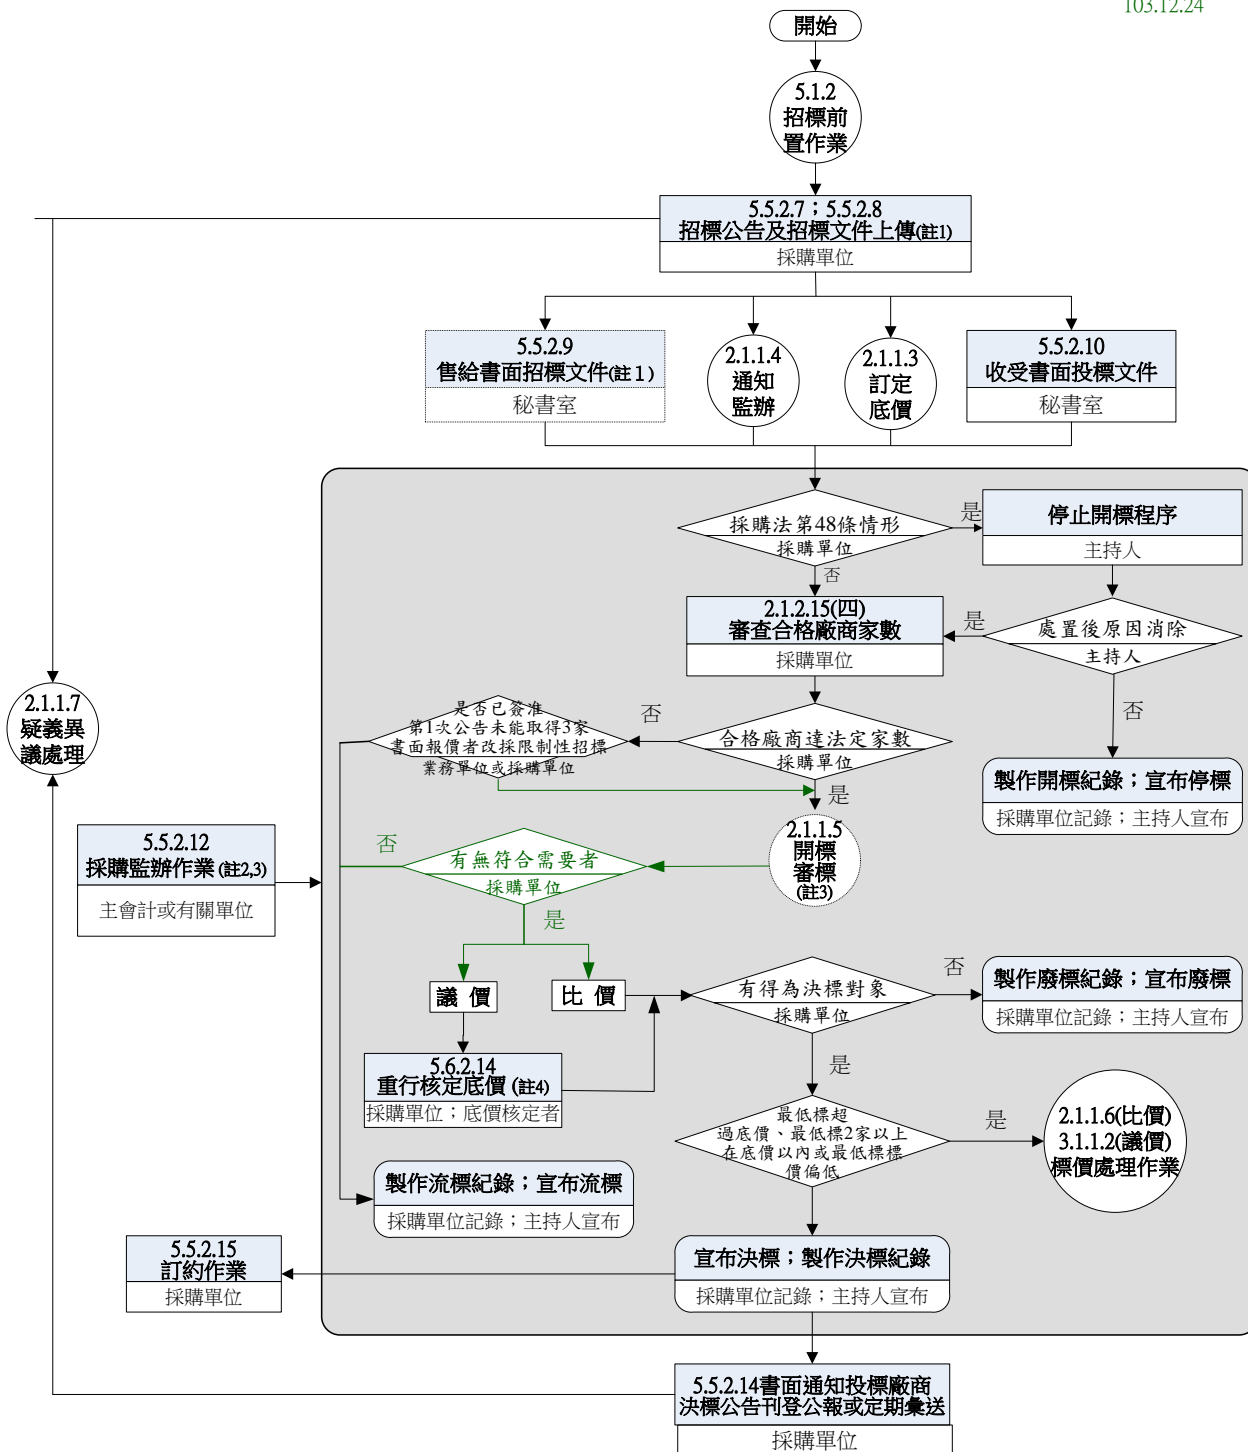 103.12.24
開始
5.1.2
招標前
置作業
5.5.2.7；5.5.2.8
招標公告及招標文件上傳(註1)
採購單位
5.5.2.9
售給書面招標文件(註1)
秘書室
2.1.1.4
通知
監辦
2.1.1.3
訂定
底價
5.5.2.10
收受書面投標文件
秘書室
採購法第48條情形
採購單位
是
停止開標程序
主持人
否
2.1.2.15(四)
審查合格廠商家數
採購單位
是
處置後原因消除
主持人
否
2.1.1.7
疑義異
議處理
是否已簽准
第1次公告未能取得3家
書面報價者改採限制性招標
業務單位或採購單位
否
合格廠商達法定家數
採購單位
是
製作開標紀錄；宣布停標
採購單位記錄；主持人宣布
5.5.2.12
採購監辦作業(註2,3)
主會計或有關單位
否
有無符合需要者
採購單位
是
2.1.1.5
開標
審標
(註3)
議價
比價
有得為決標對象
採購單位
否
製作廢標紀錄；宣布廢標
採購單位記錄；主持人宣布
5.6.2.14
重行核定底價(註4)
採購單位；底價核定者
是
最低標超
過底價、最低標2家以上
在底價以內或最低標標
價偏低
是
2.1.1.6(比價)
3.1.1.2(議價)
標價處理作業
製作流標紀錄；宣布流標
採購單位記錄；主持人宣布
5.5.2.15
訂約作業
採購單位
宣布決標；製作決標紀錄
採購單位記錄；主持人宣布
5.5.2.14書面通知投標廠商
決標公告刊登公報或定期彙送
採購單位